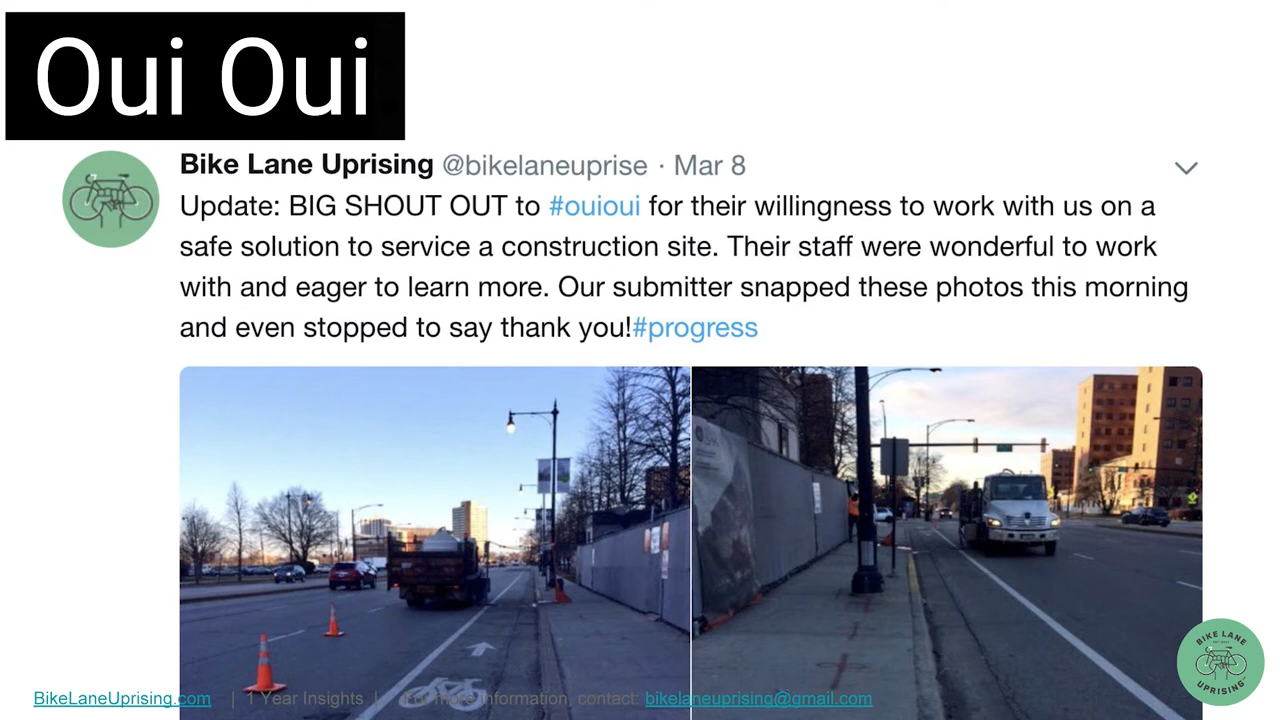 Oui Oui
Bike Lane Uprising @bikelaneuprise · Mar 8
Update: BIG SHOUT OUT to #ouioui for their willingness to work with us on a
safe solution to service a construction site. Their staff were wonderful to work
with and eager to learn more. Our submitter snapped these photos this morning
and even stopped to say thank you!#progress
BIKE LANE
UPRISING
BikeLaneUprising.com | 1 Year Insights | For more information, contact: bikelaneuprising@gmail.com